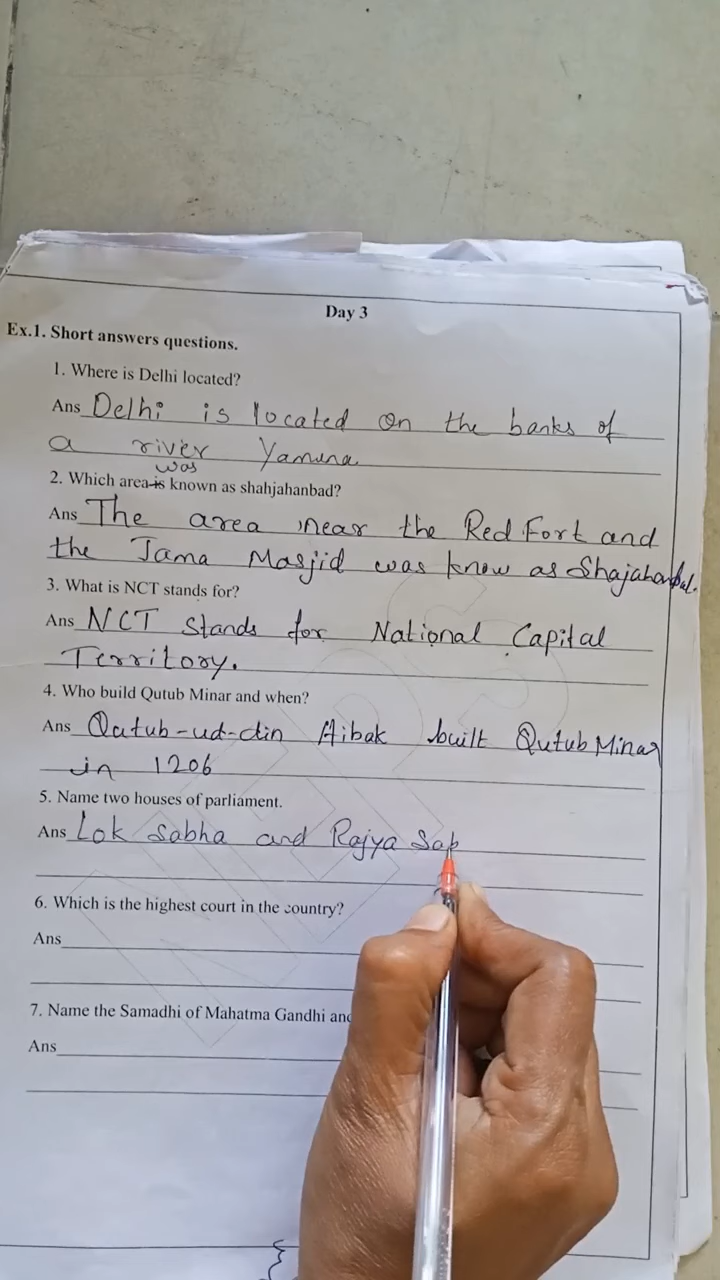 Day 3
Ex.1. Short answers questions.
1. Where is Delhi located?
Ans Delhi is located on the banks of
a river Yamuna
was
2. Which area is known as shahjahanbad?
Ans The area near the Red Fort and
the Jama Masjid was know as
3. What is NCT stands for?
Ans NCT stands for National Capital
Territory.
4. Who build Qutub Minar and when?
Ans Qutub-ud-din Aibak built Qutub Minar
in 1206
5. Name two houses of parliament.
Ans Lok Sabha and Rajya Sab
6. Which is the highest court in the country?
Ans
7. Name the Samadhi of Mahatma Gandhi
Ans